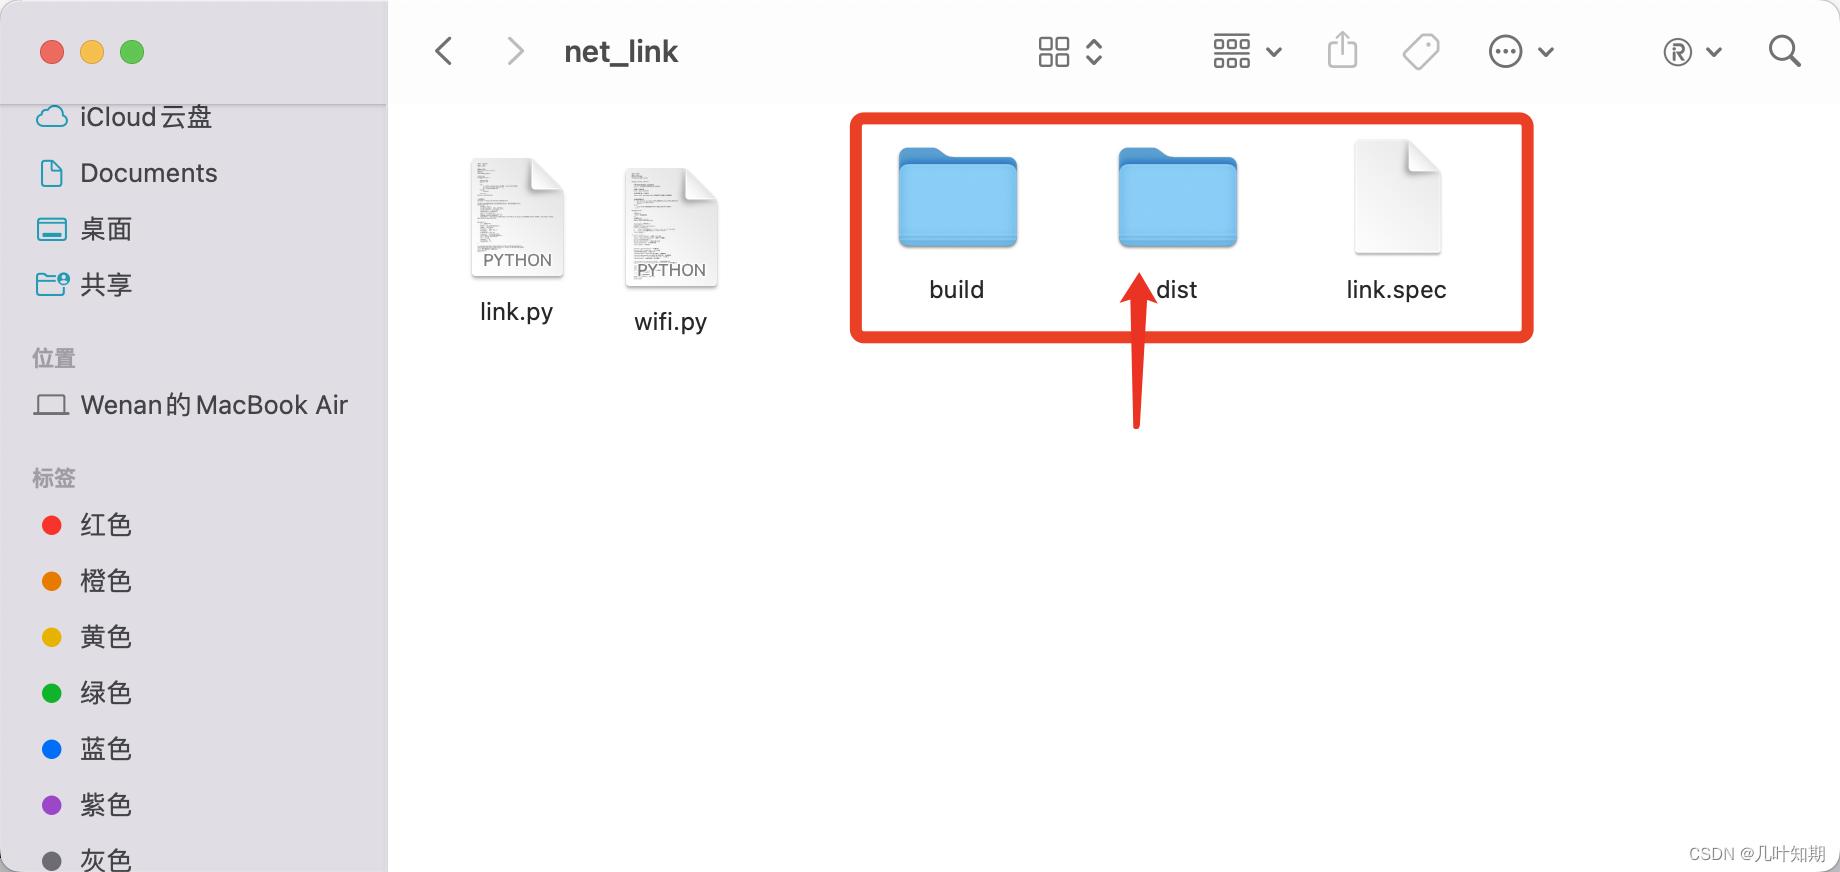 net_link
iCloud云盘
Documents
桌面
共享
位置
Wenan的MacBook Air
标签
红色
橙色
黄色
绿色
蓝色
紫色
灰色
PYTHON
link.py
PYTHON
wifi.py
build
dist
link.spec
CSDN @几叶知期